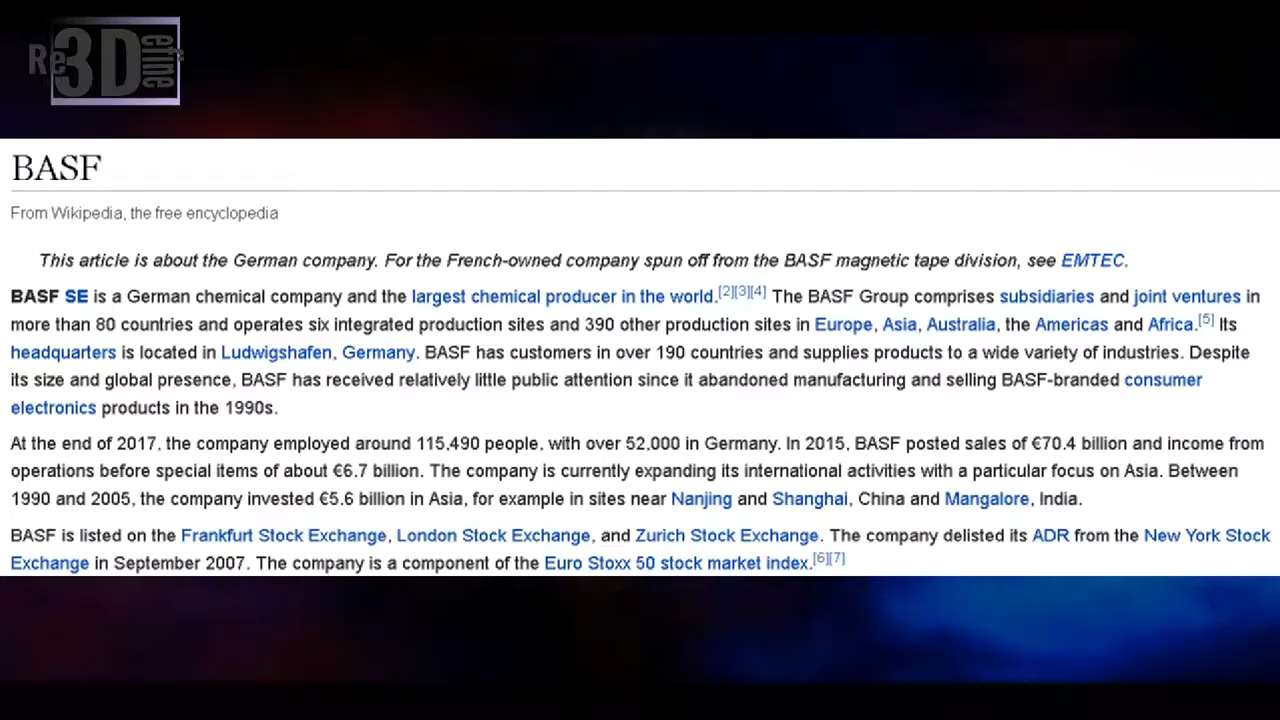 Re3Define
BASF
From Wikipedia, the free encyclopedia
This article is about the German company. For the French-owned company spun off from the BASF magnetic tape division, see EMTEC.
BASF SE is a German chemical company and the largest chemical producer in the world.[2][3][4] The BASF Group comprises subsidiaries and joint ventures in
more than 80 countries and operates six integrated production sites and 390 other production sites in Europe, Asia, Australia, the Americas and Africa.[5] Its
headquarters is located in Ludwigshafen, Germany. BASF has customers in over 190 countries and supplies products to a wide variety of industries. Despite
its size and global presence, BASF has received relatively little public attention since it abandoned manufacturing and selling BASF-branded consumer
electronics products in the 1990s.
At the end of 2017, the company employed around 115,490 people, with over 52,000 in Germany. In 2015, BASF posted sales of €70.4 billion and income from
operations before special items of about €6.7 billion. The company is currently expanding its international activities with a particular focus on Asia. Between
1990 and 2005, the company invested €5.6 billion in Asia, for example in sites near Nanjing and Shanghai, China and Mangalore, India.
BASF is listed on the Frankfurt Stock Exchange, London Stock Exchange, and Zurich Stock Exchange. The company delisted its ADR from the New York Stock
Exchange in September 2007. The company is a component of the Euro Stoxx 50 stock market index.[6][7]